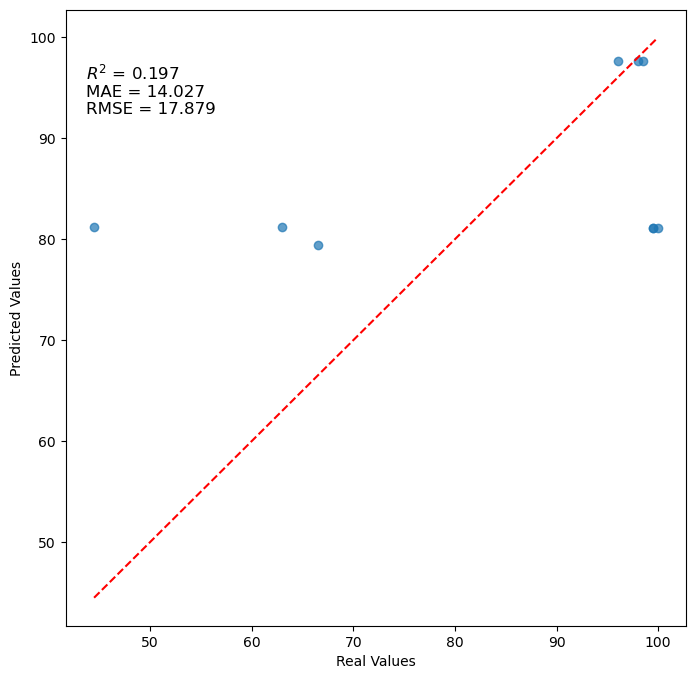 R² = 0.197
MAE = 14.027
RMSE = 17.879
100
90
80
70
60
50
Predicted Values
50 60 70 80 90 100
Real Values